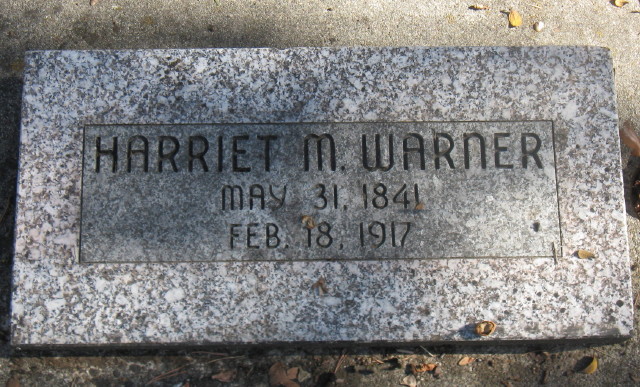 HARRIET M. WARNER
MAY 31, 1841
FEB. 18, 1917